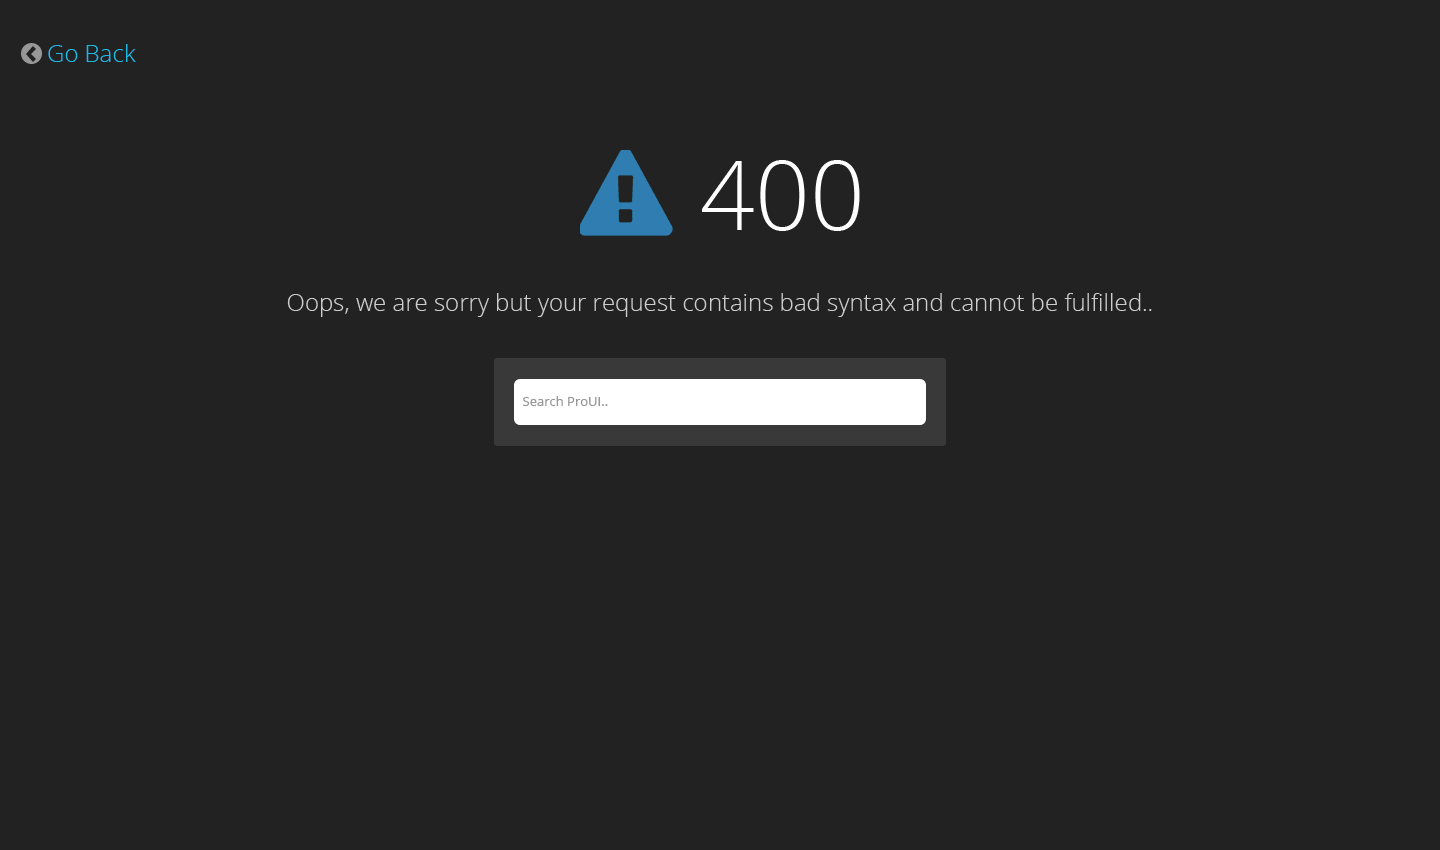 Go Back
400
Oops, we are sorry but your request contains bad syntax and cannot be fulfilled..
Search ProUI..